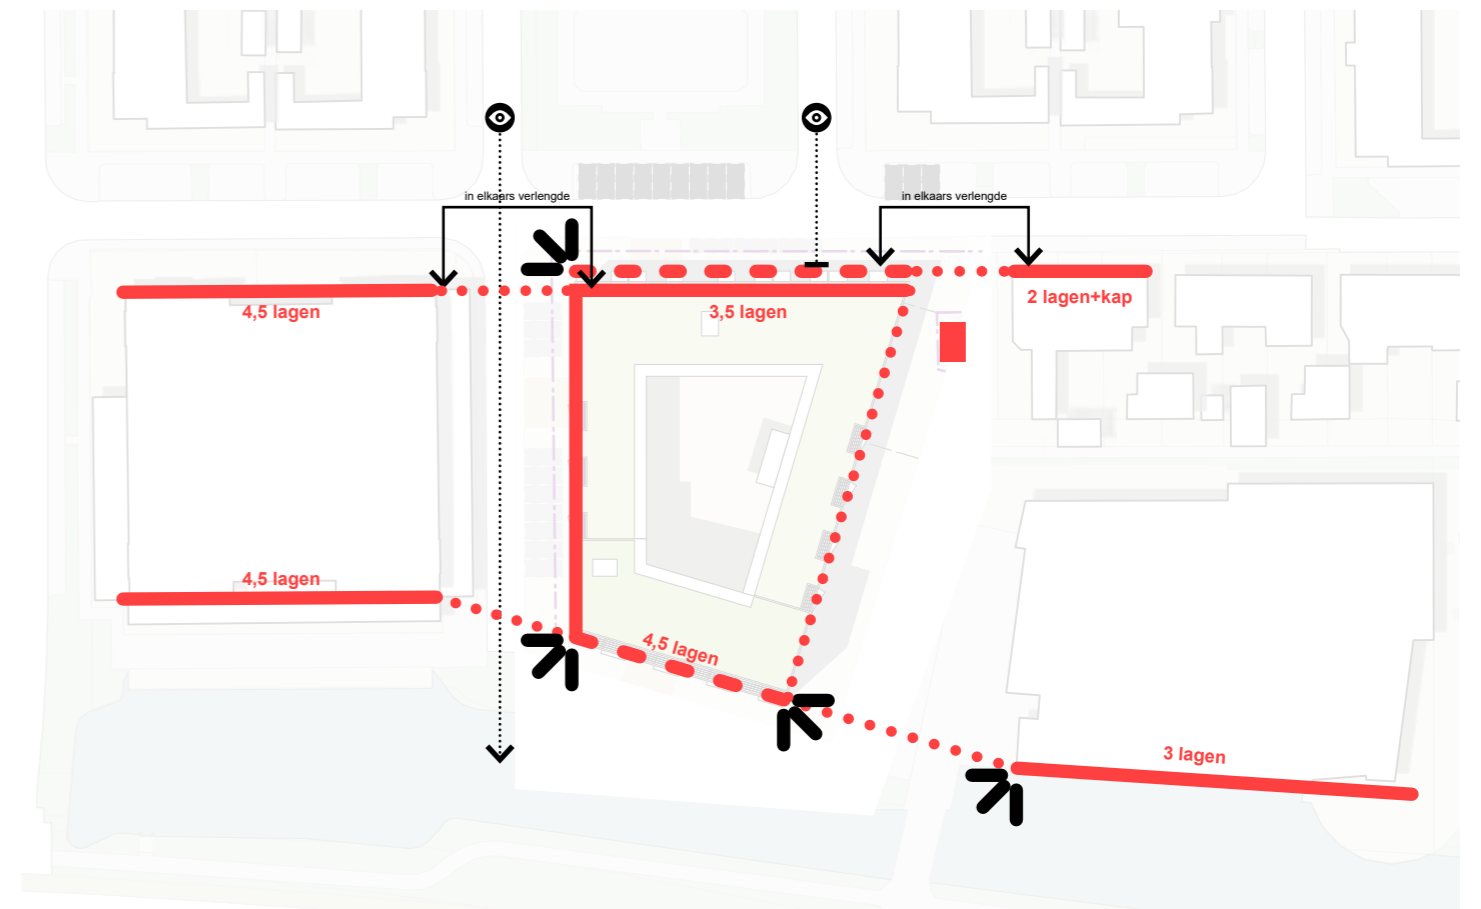 in elkaars verlengde
in elkaars verlengde
4,5 lagen
3,5 lagen
2 lagen+kap
4,5 lagen
4,5 lagen
3 lagen